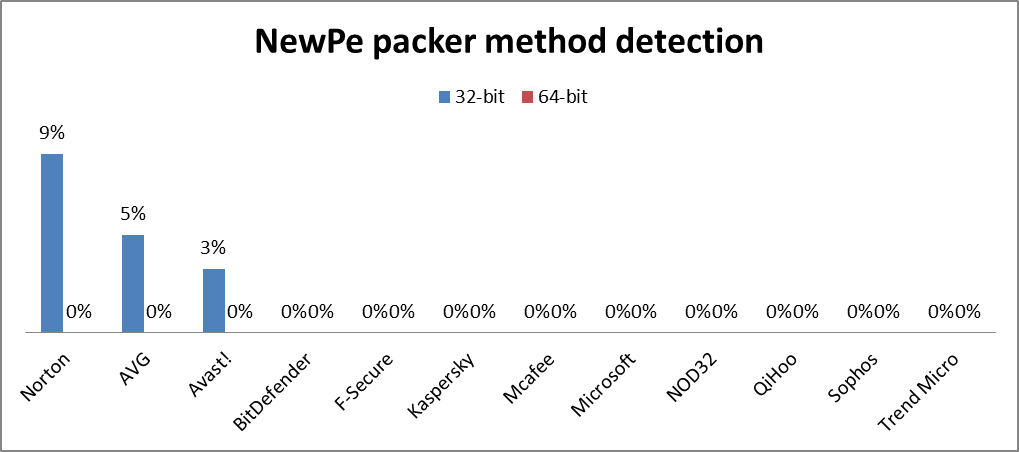 NewPe packer method detection
32-bit 64-bit
9%
5%
3%
0% 0% 0% 0%0% 0%0% 0%0% 0%0% 0%0% 0%0% 0%0% 0%0% 0%0%
Norton AVG Avast! BitDefender F-Secure Kaspersky Mcafee Microsoft NOD32 QiHoo Sophos Trend Micro